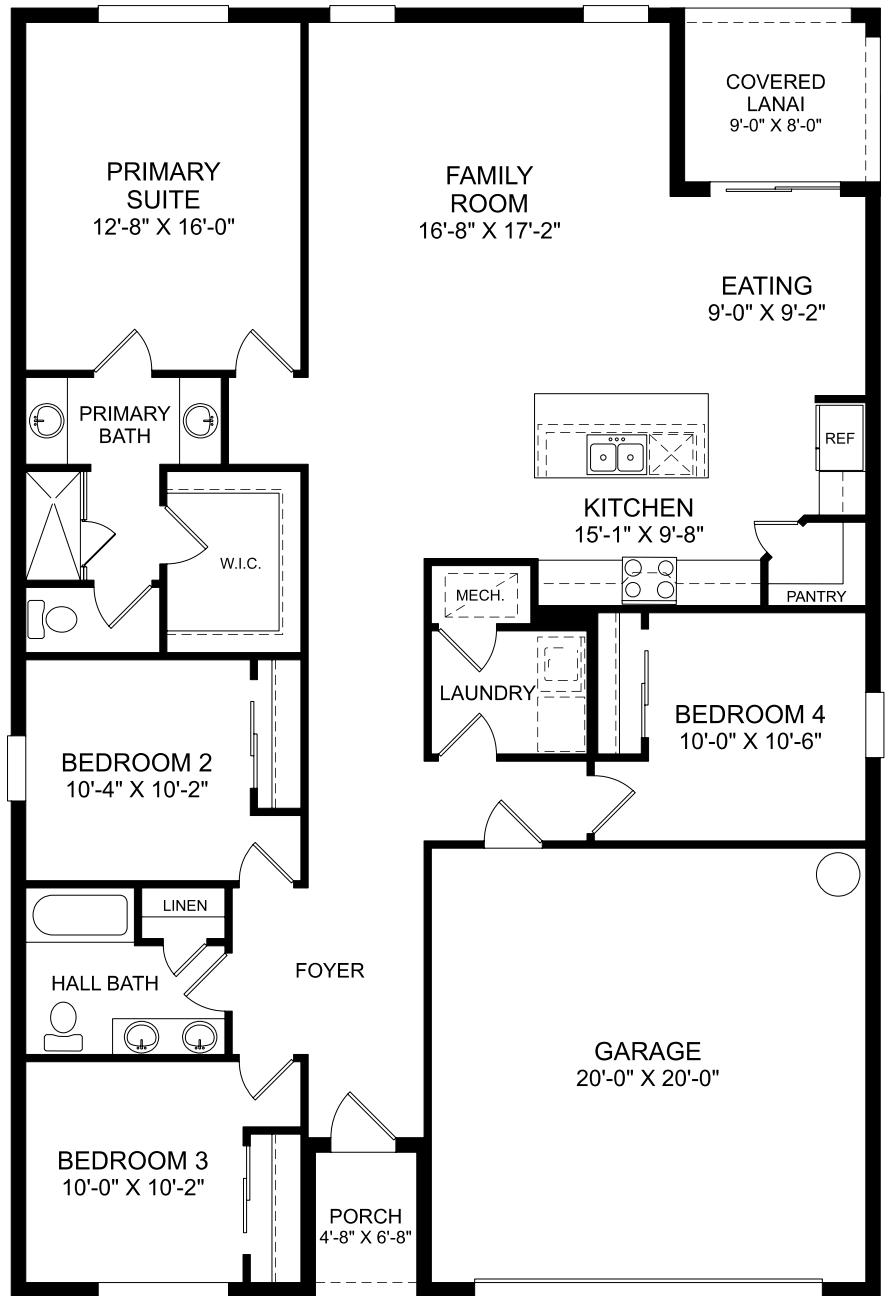 COVERED
LANAI
9'-0" X 8'-0"
PRIMARY
SUITE
12'-8" X 16'-0"
FAMILY
ROOM
16'-8" X 17'-2"
EATING
9'-0" X 9'-2"
PRIMARY
BATH
REF
KITCHEN
15'-1" X 9'-8"
W.I.C.
MECH.
PANTRY
LAUNDRY
BEDROOM 4
10'-0" X 10'-6"
BEDROOM 2
10'-4" X 10'-2"
LINEN
HALL BATH
FOYER
GARAGE
20'-0" X 20'-0"
BEDROOM 3
10'-0" X 10'-2"
PORCH
4'-8" X 6'-8"